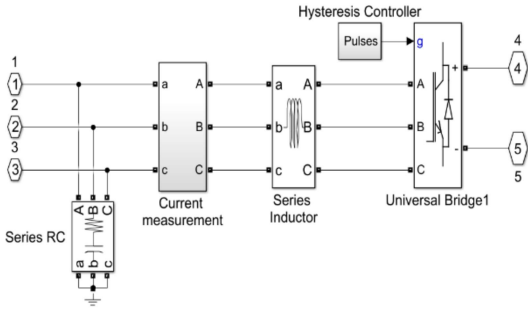 Hysteresis Controller
Pulses
g
1
1
a
A
a
A
A
+
4
4
2
2
b
B
b
B
B
3
3
c
C
c
C
C
-
5
5
Current
measurement
Series
Inductor
Universal Bridge1
A
B
C
Series RC
a
b
c